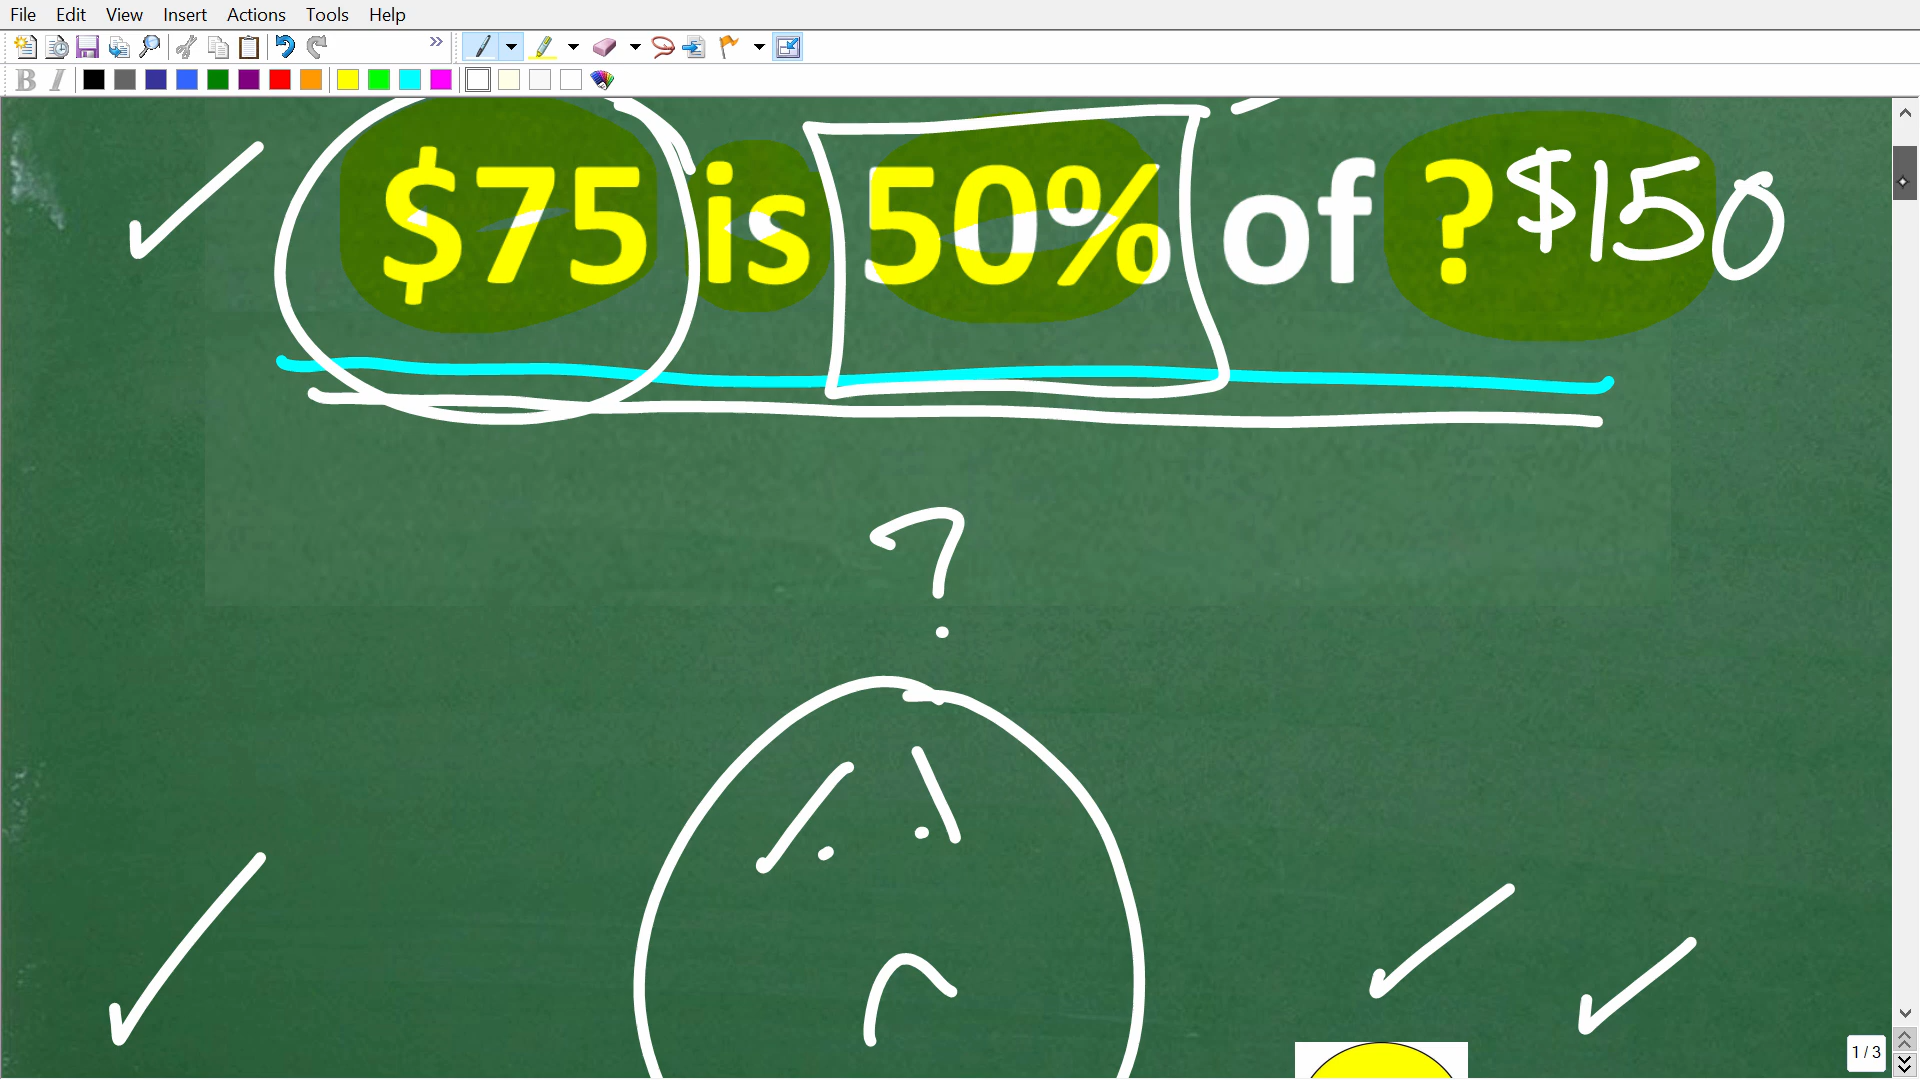 File Edit View Insert Actions Tools Help
B I
$75 is 50% of ? $150
?
1 / 3